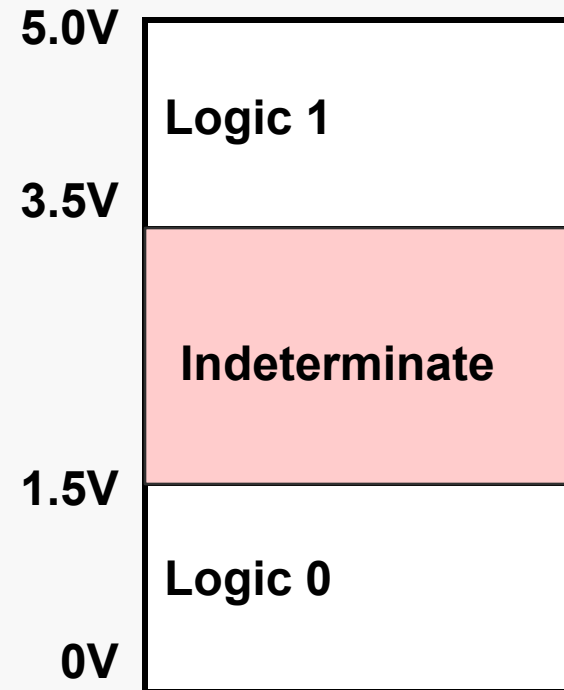 5.0V
Logic 1
3.5V
Indeterminate
1.5V
Logic 0
0V